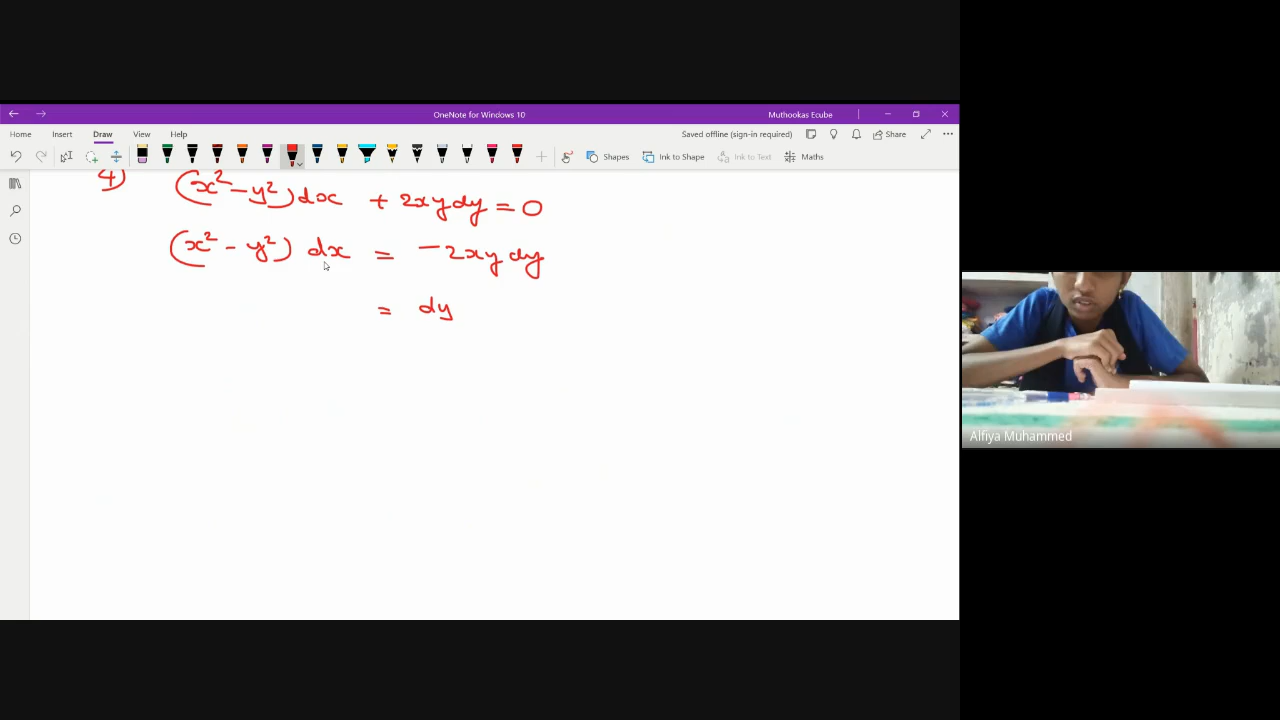 OneNote for Windows 10
Muthookas Ecube
Home Insert Draw View Help
Saved offline (sign-in required)
Share
Shapes Ink to Shape Ink to Text Maths
4) (x²-y²)dx + 2xydy = 0
(x² - y²) dx = -2xy dy
= dy
Alfiya Muhammed